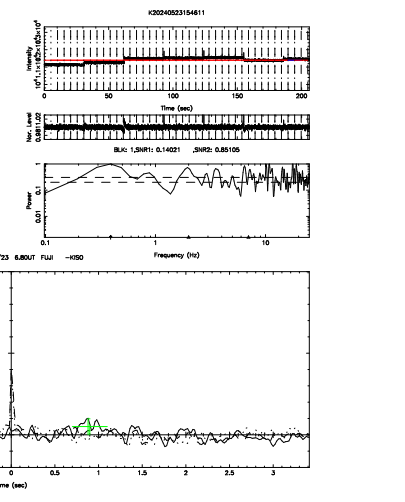 K20240523154611
Intensity
0 50 100 150 200
Time (sec)
Nor. Level
BLK: 1,SNR1: 0.14021 ,SNR2: 0.85105
Power
1
0.1
0.01
0.1 1 10
Frequency (Hz)
/23 6.80UT FUJI -KISO
0 0.5 1 1.5 2 2.5 3
me (sec)